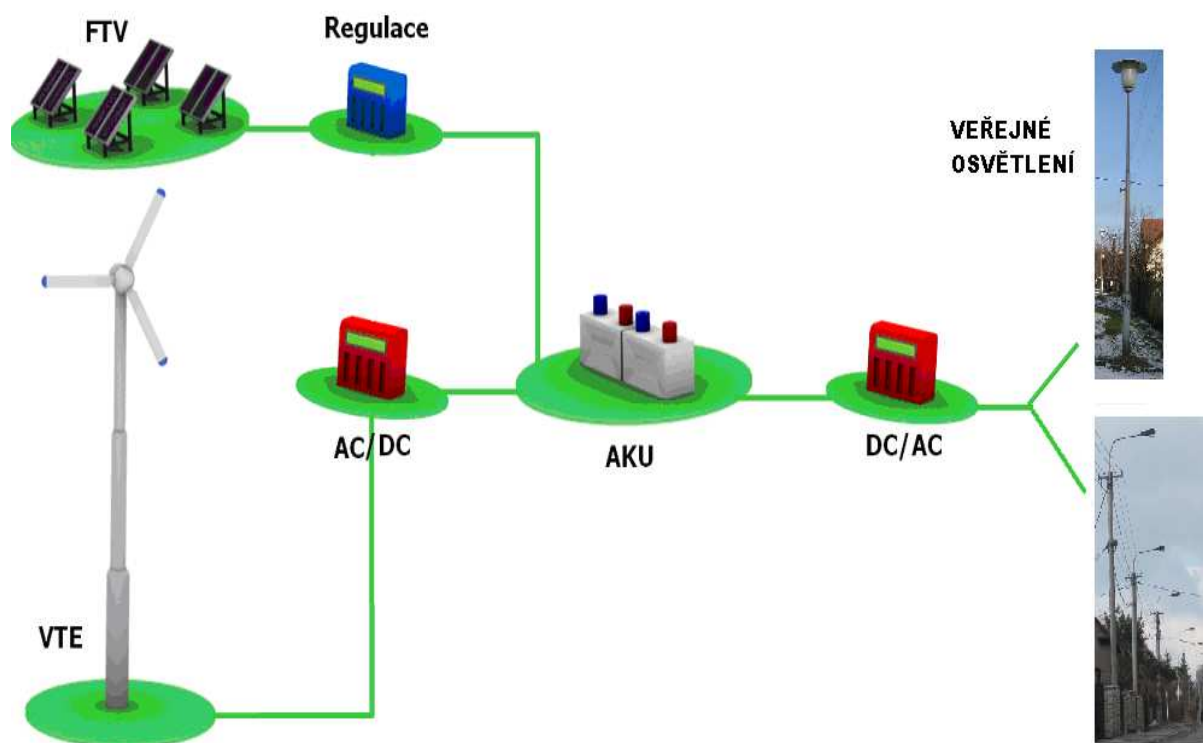 FTV
Regulace
VEŘEJNÉ
OSVĚTLENÍ
AC/DC
AKU
DC/AC
VTE